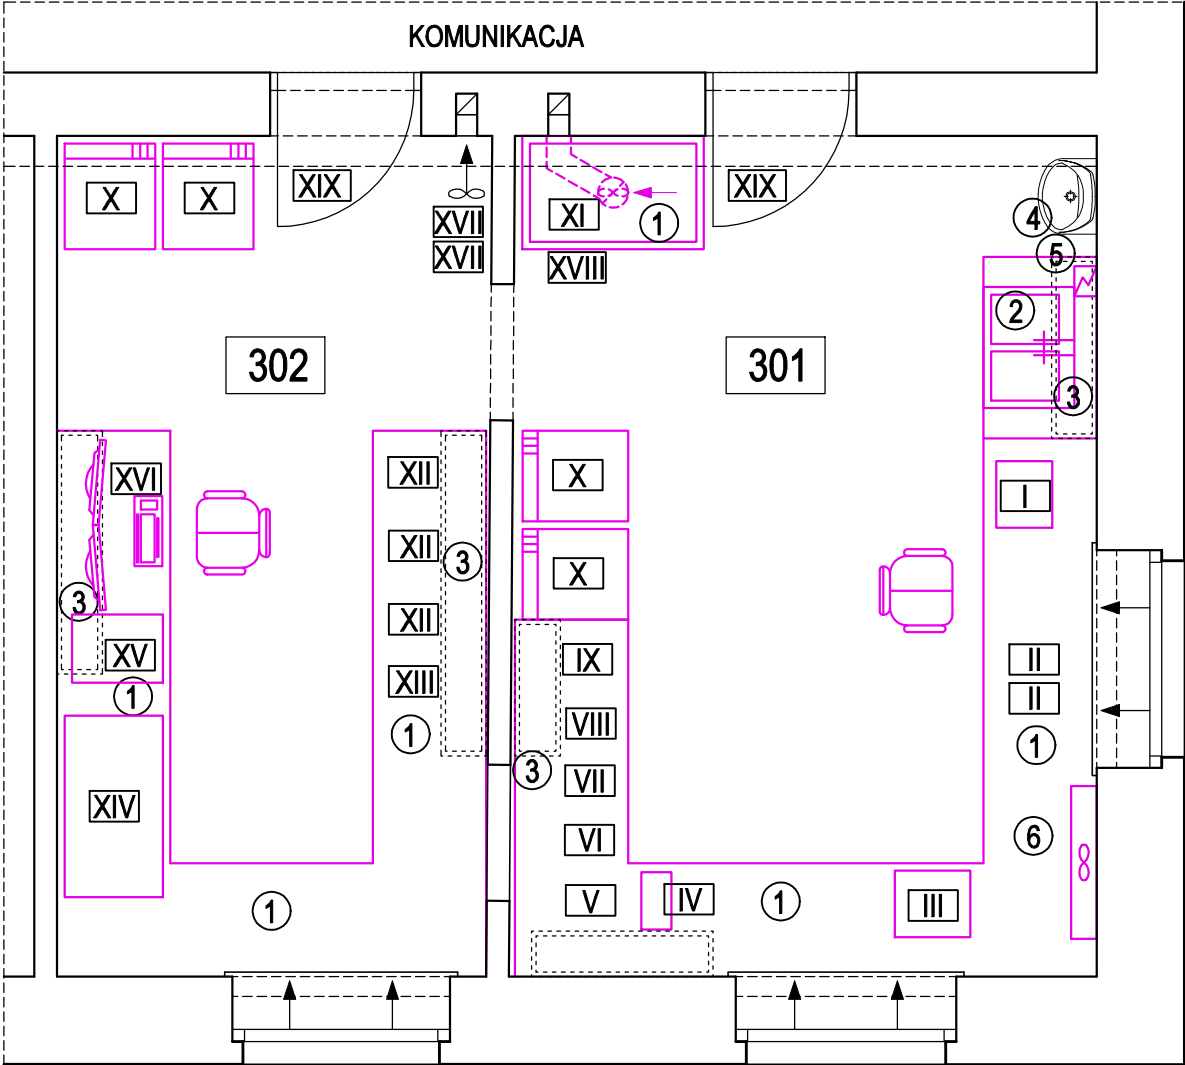 KOMUNIKACJA
X X XIX XI 1 XIX 4
XVII
XVII XVIII 5
302 301 2
3
XVI XII X I
XII 3 X
3 XII
XV XIII IX II
1 1 VIII II
3 1
XIV VII
VI 6
1 V IV 1 III